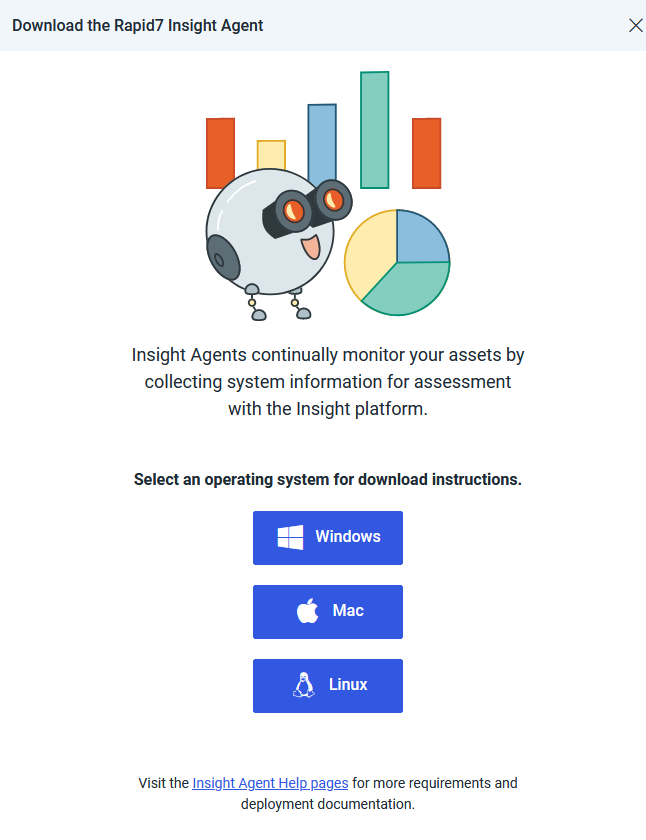 Download the Rapid7 Insight Agent
Insight Agents continually monitor your assets by
collecting system information for assessment
with the Insight platform.
Select an operating system for download instructions.
Windows
Mac
Linux
Visit the Insight Agent Help pages for more requirements and
deployment documentation.